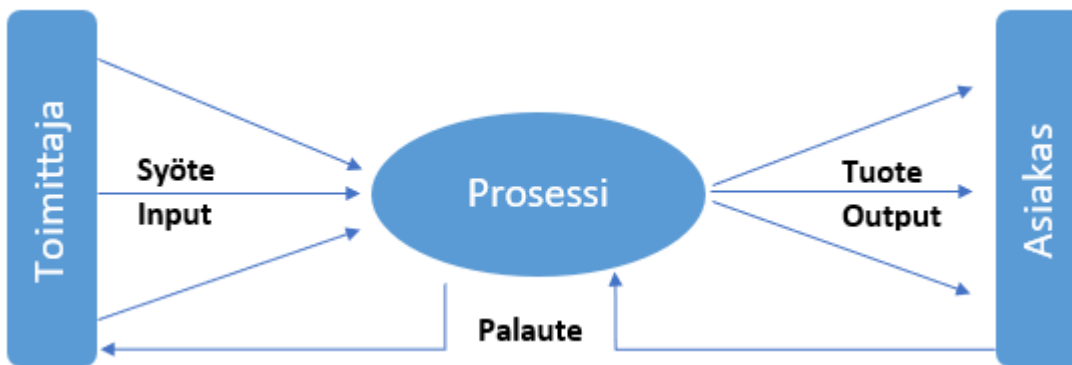 Toimittaja
Syöte
Input
Prosessi
Tuote
Output
Asiakas
Palaute